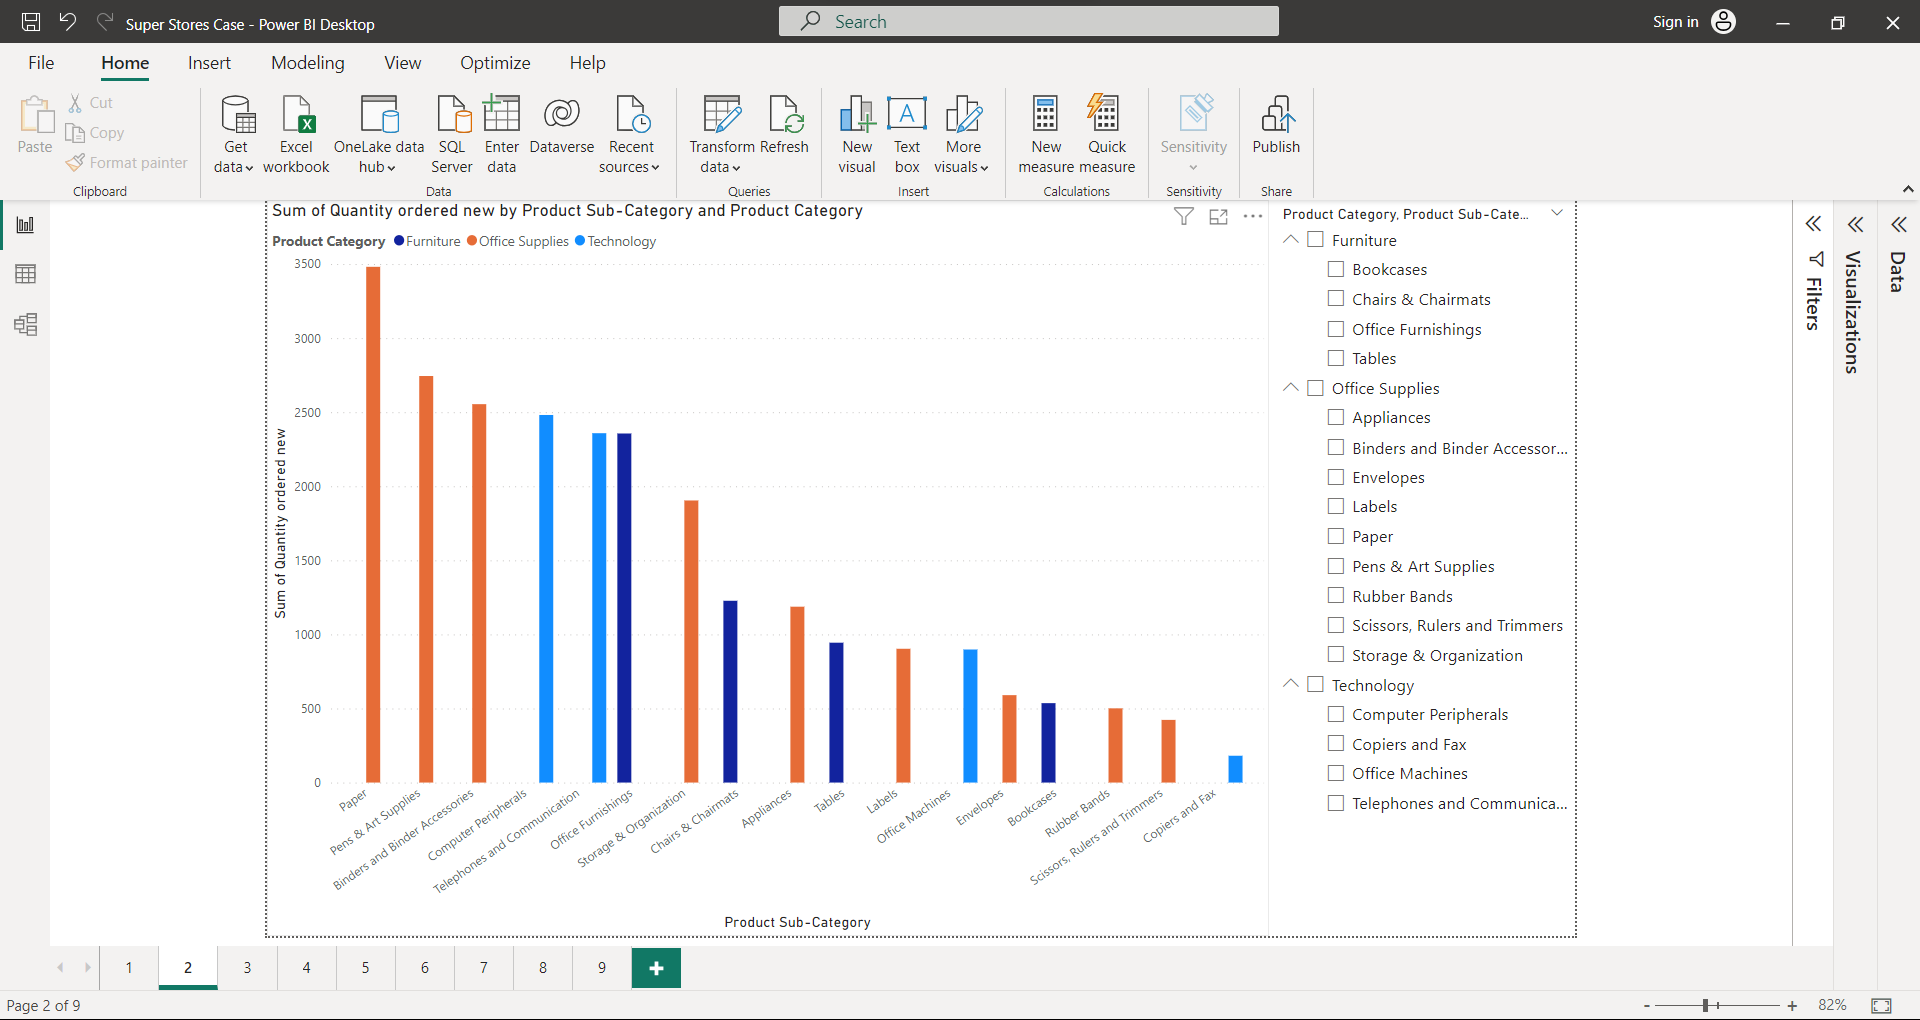 Super Stores Case - Power BI Desktop
Search
Sign in
File Home Insert Modeling View Optimize Help
Paste
Cut
Copy
Format painter
Clipboard
Get data
Excel workbook
OneLake data hub
SQL Server
Enter data
Dataverse
Recent sources
Data
Transform data
Refresh
Queries
New visual
Text box
More visuals
Insert
New measure
Quick measure
Calculations
Sensitivity
Sensitivity
Publish
Share
Sum of Quantity ordered new by Product Sub-Category and Product Category
Product Category Furniture Office Supplies Technology
Sum of Quantity ordered new
3500
3000
2500
2000
1500
1000
500
0
Paper
Pens & Art Supplies
Binders and Binder Accessories
Computer Peripherals
Telephones and Communication
Office Furnishings
Storage & Organization
Chairs & Chairmats
Appliances
Tables
Labels
Office Machines
Envelopes
Bookcases
Rubber Bands
Scissors, Rulers and Trimmers
Copiers and Fax
Product Sub-Category
Product Category, Product Sub-Cate...
Furniture
Bookcases
Chairs & Chairmats
Office Furnishings
Tables
Office Supplies
Appliances
Binders and Binder Accessor...
Envelopes
Labels
Paper
Pens & Art Supplies
Rubber Bands
Scissors, Rulers and Trimmers
Storage & Organization
Technology
Computer Peripherals
Copiers and Fax
Office Machines
Telephones and Communica...
Filters
Visualizations
Data
1 2 3 4 5 6 7 8 9
Page 2 of 9
- + 82%